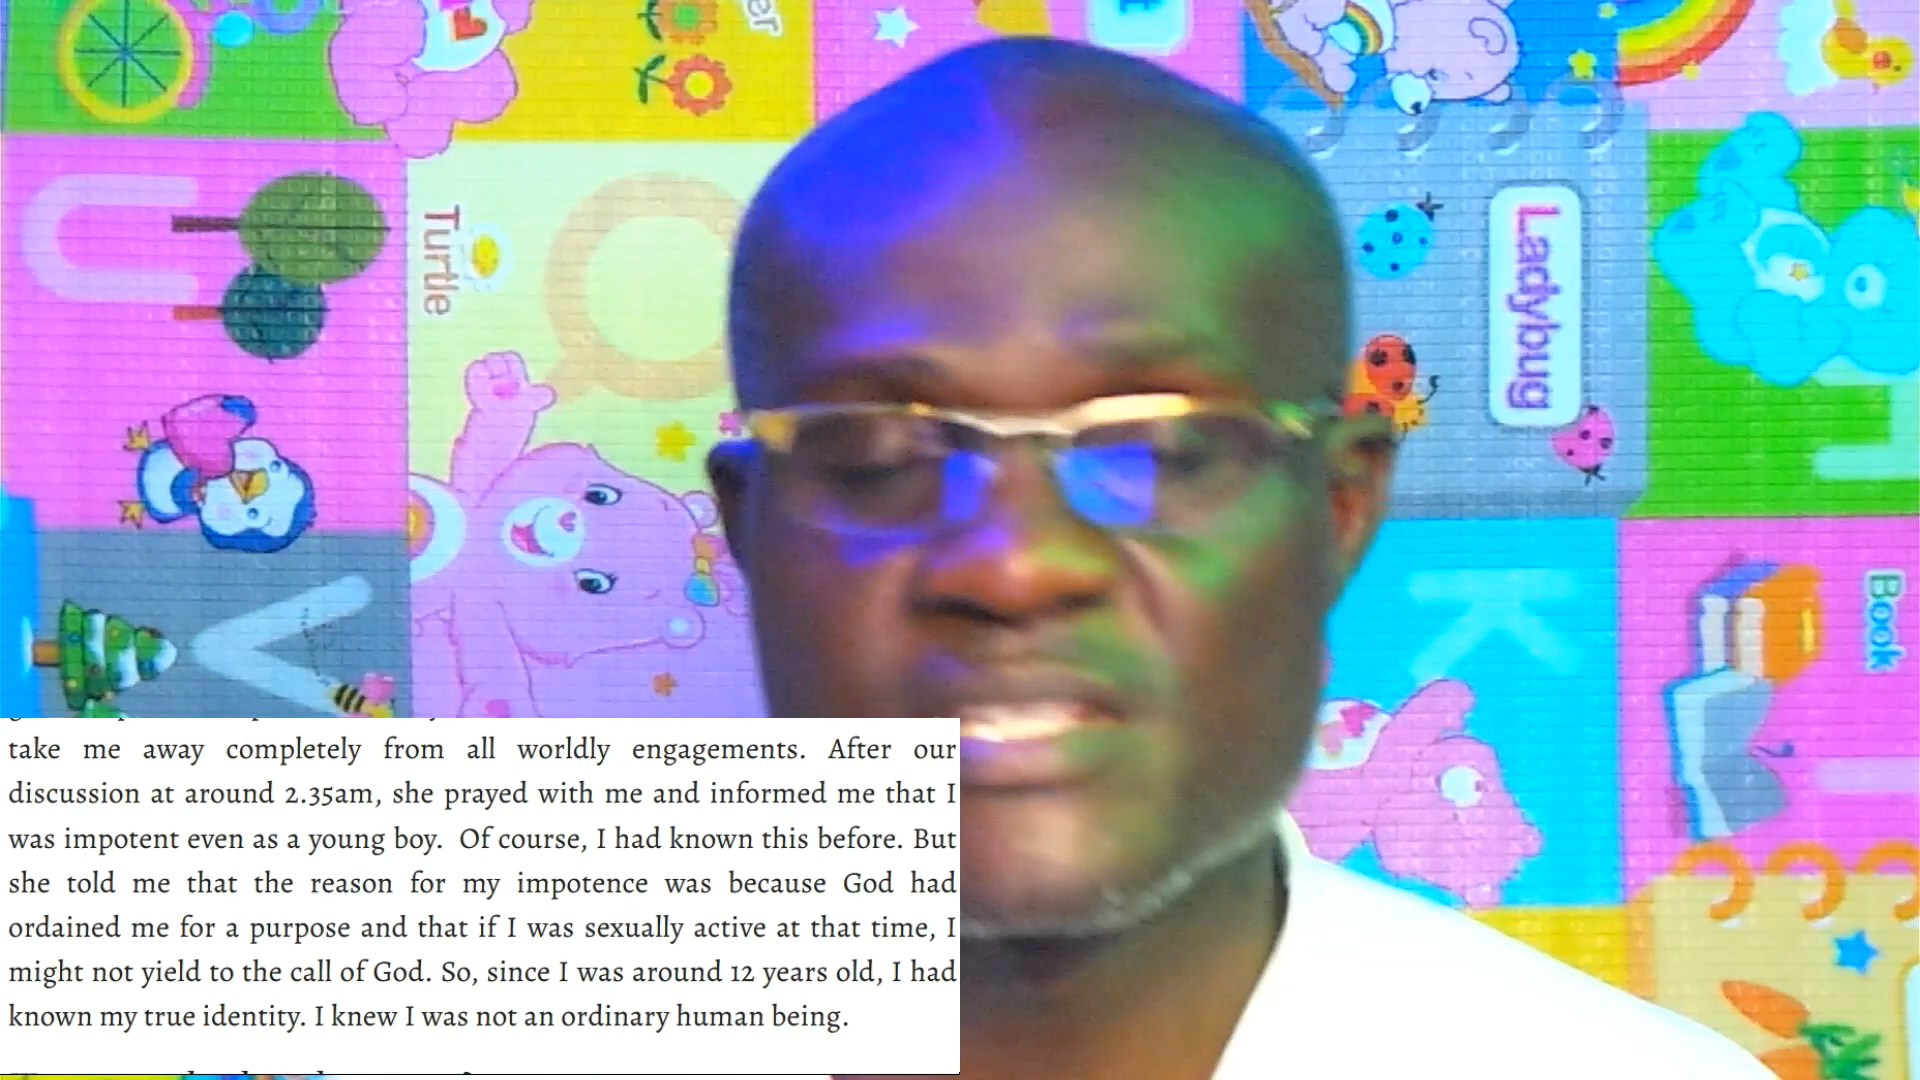 er
t
Turtle
Ladybug
Book
U
V
K
take me away completely from all worldly engagements. After our
discussion at around 2.35am, she prayed with me and informed me that I
was impotent even as a young boy.  Of course, I had known this before. But
she told me that the reason for my impotence was because God had
ordained me for a purpose and that if I was sexually active at that time, I
might not yield to the call of God. So, since I was around 12 years old, I had
known my true identity. I knew I was not an ordinary human being.